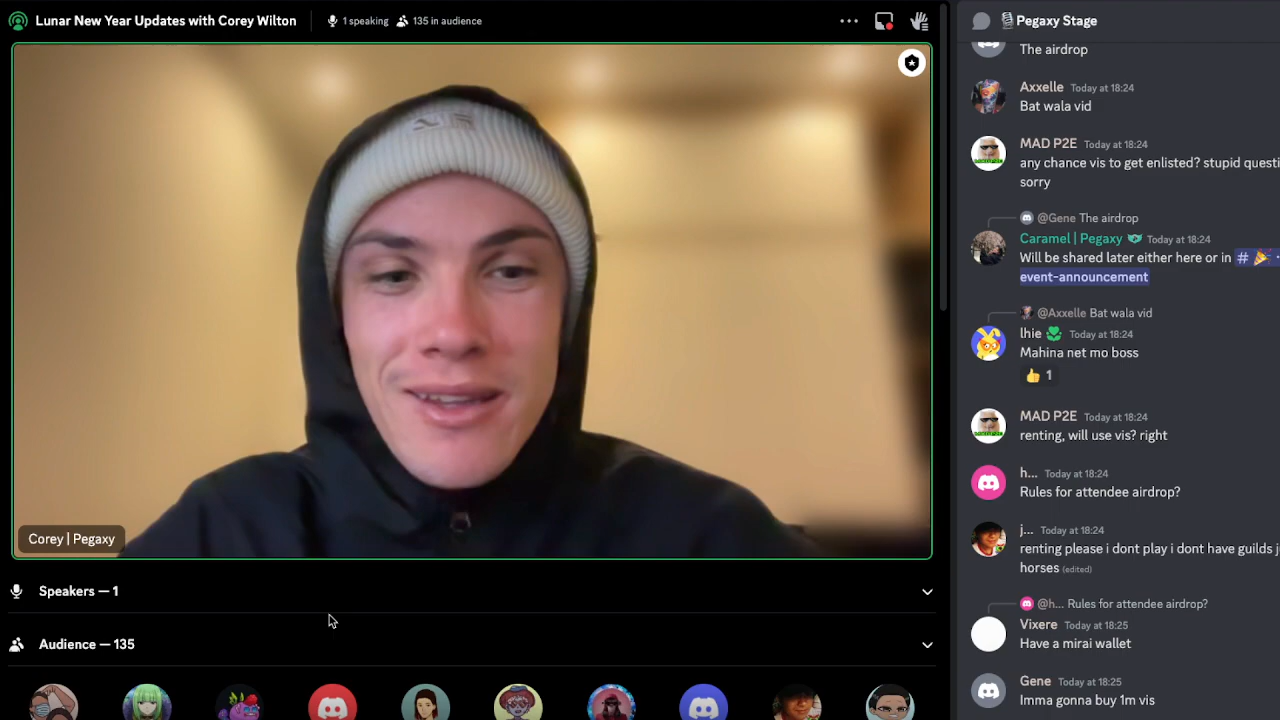 Lunar New Year Updates with Corey Wilton
1 speaking
135 in audience
Pegaxy Stage
The airdrop
Axxelle Today at 18:24
Bat wala vid
MAD P2E Today at 18:24
any chance vis to get enlisted? stupid questi
sorry
@Gene The airdrop
Caramel | Pegaxy Today at 18:24
Will be shared later either here or in #
event-announcement
@Axxelle Bat wala vid
lhie Today at 18:24
Mahina net mo boss
1
MAD P2E Today at 18:24
renting, will use vis? right
h... Today at 18:24
Rules for attendee airdrop?
j... Today at 18:24
renting please i dont play i dont have guilds j
horses (edited)
@h... Rules for attendee airdrop?
Vixere Today at 18:25
Have a mirai wallet
Gene Today at 18:25
Imma gonna buy 1m vis
Corey | Pegaxy
Speakers — 1
Audience — 135